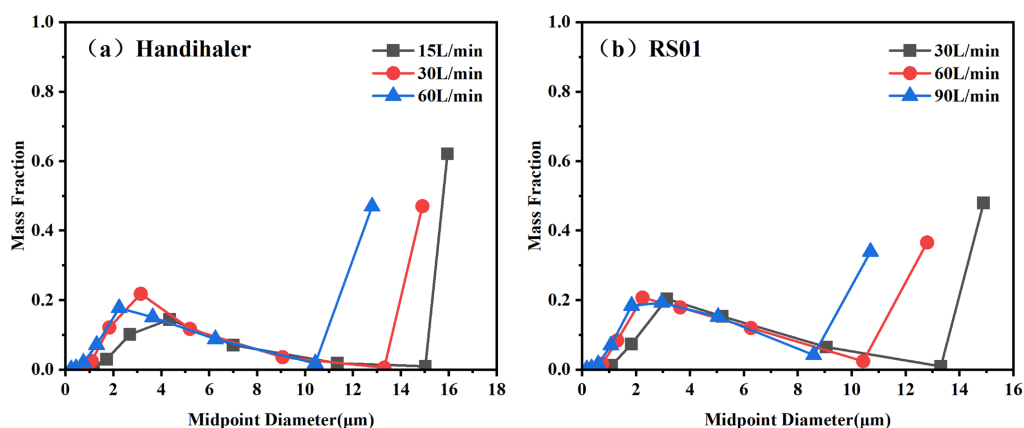 (a) Handihaler
15L/min
30L/min
60L/min
Mass Fraction
1.0
0.8
0.6
0.4
0.2
0.0
0 2 4 6 8 10 12 14 16 18
Midpoint Diameter(μm)
(b) RS01
30L/min
60L/min
90L/min
Mass Fraction
1.0
0.8
0.6
0.4
0.2
0.0
0 2 4 6 8 10 12 14 16
Midpoint Diameter(μm)